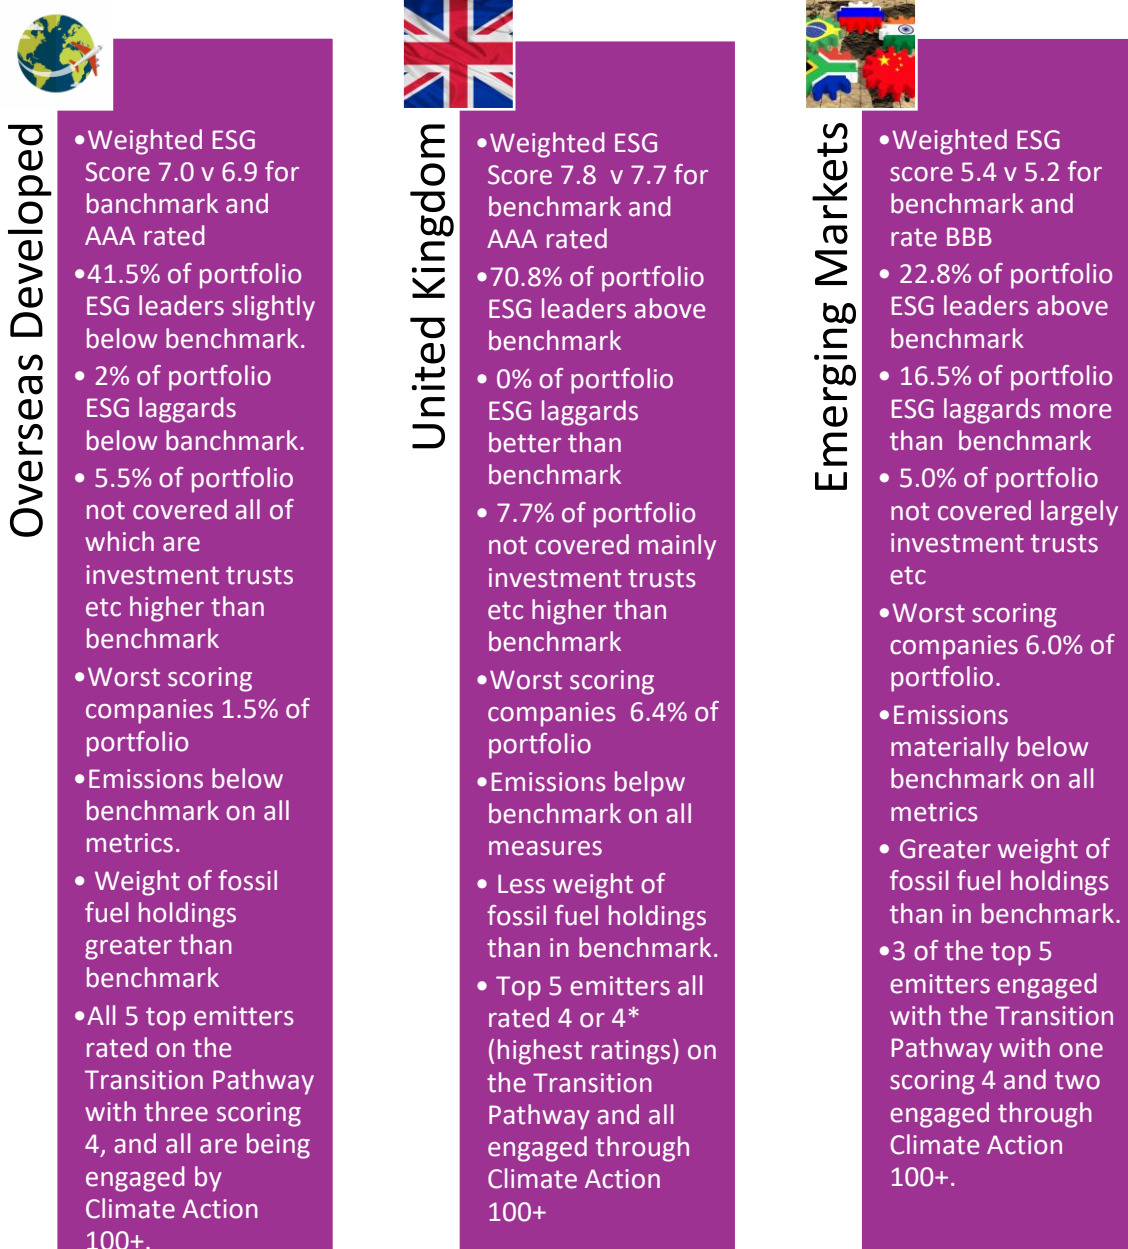 Overseas Developed
•Weighted ESG
Score 7.0 v 6.9 for
banchmark and
AAA rated
•41.5% of portfolio
ESG leaders slightly
below benchmark.
• 2% of portfolio
ESG laggards
below banchmark.
• 5.5% of portfolio
not covered all of
which are
investment trusts
etc higher than
benchmark
•Worst scoring
companies 1.5% of
portfolio
•Emissions below
benchmark on all
metrics.
• Weight of fossil
fuel holdings
greater than
benchmark
•All 5 top emitters
rated on the
Transition Pathway
with three scoring
4, and all are being
engaged by
Climate Action
100+.
United Kingdom
•Weighted ESG
Score 7.8 v 7.7 for
benchmark and
AAA rated
•70.8% of portfolio
ESG leaders above
benchmark
• 0% of portfolio
ESG laggards
better than
benchmark
• 7.7% of portfolio
not covered mainly
investment trusts
etc higher than
benchmark
•Worst scoring
companies 6.4% of
portfolio
•Emissions belpw
benchmark on all
measures
• Less weight of
fossil fuel holdings
than in benchmark.
• Top 5 emitters all
rated 4 or 4*
(highest ratings) on
the Transition
Pathway and all
engaged through
Climate Action
100+
Emerging Markets
•Weighted ESG
score 5.4 v 5.2 for
benchmark and
rate BBB
• 22.8% of portfolio
ESG leaders above
benchmark
• 16.5% of portfolio
ESG laggards more
than benchmark
• 5.0% of portfolio
not covered largely
investment trusts
etc
•Worst scoring
companies 6.0% of
portfolio.
•Emissions
materially below
benchmark on all
metrics
• Greater weight of
fossil fuel holdings
than in benchmark.
•3 of the top 5
emitters engaged
with the Transition
Pathway with one
scoring 4 and two
engaged through
Climate Action
100+.